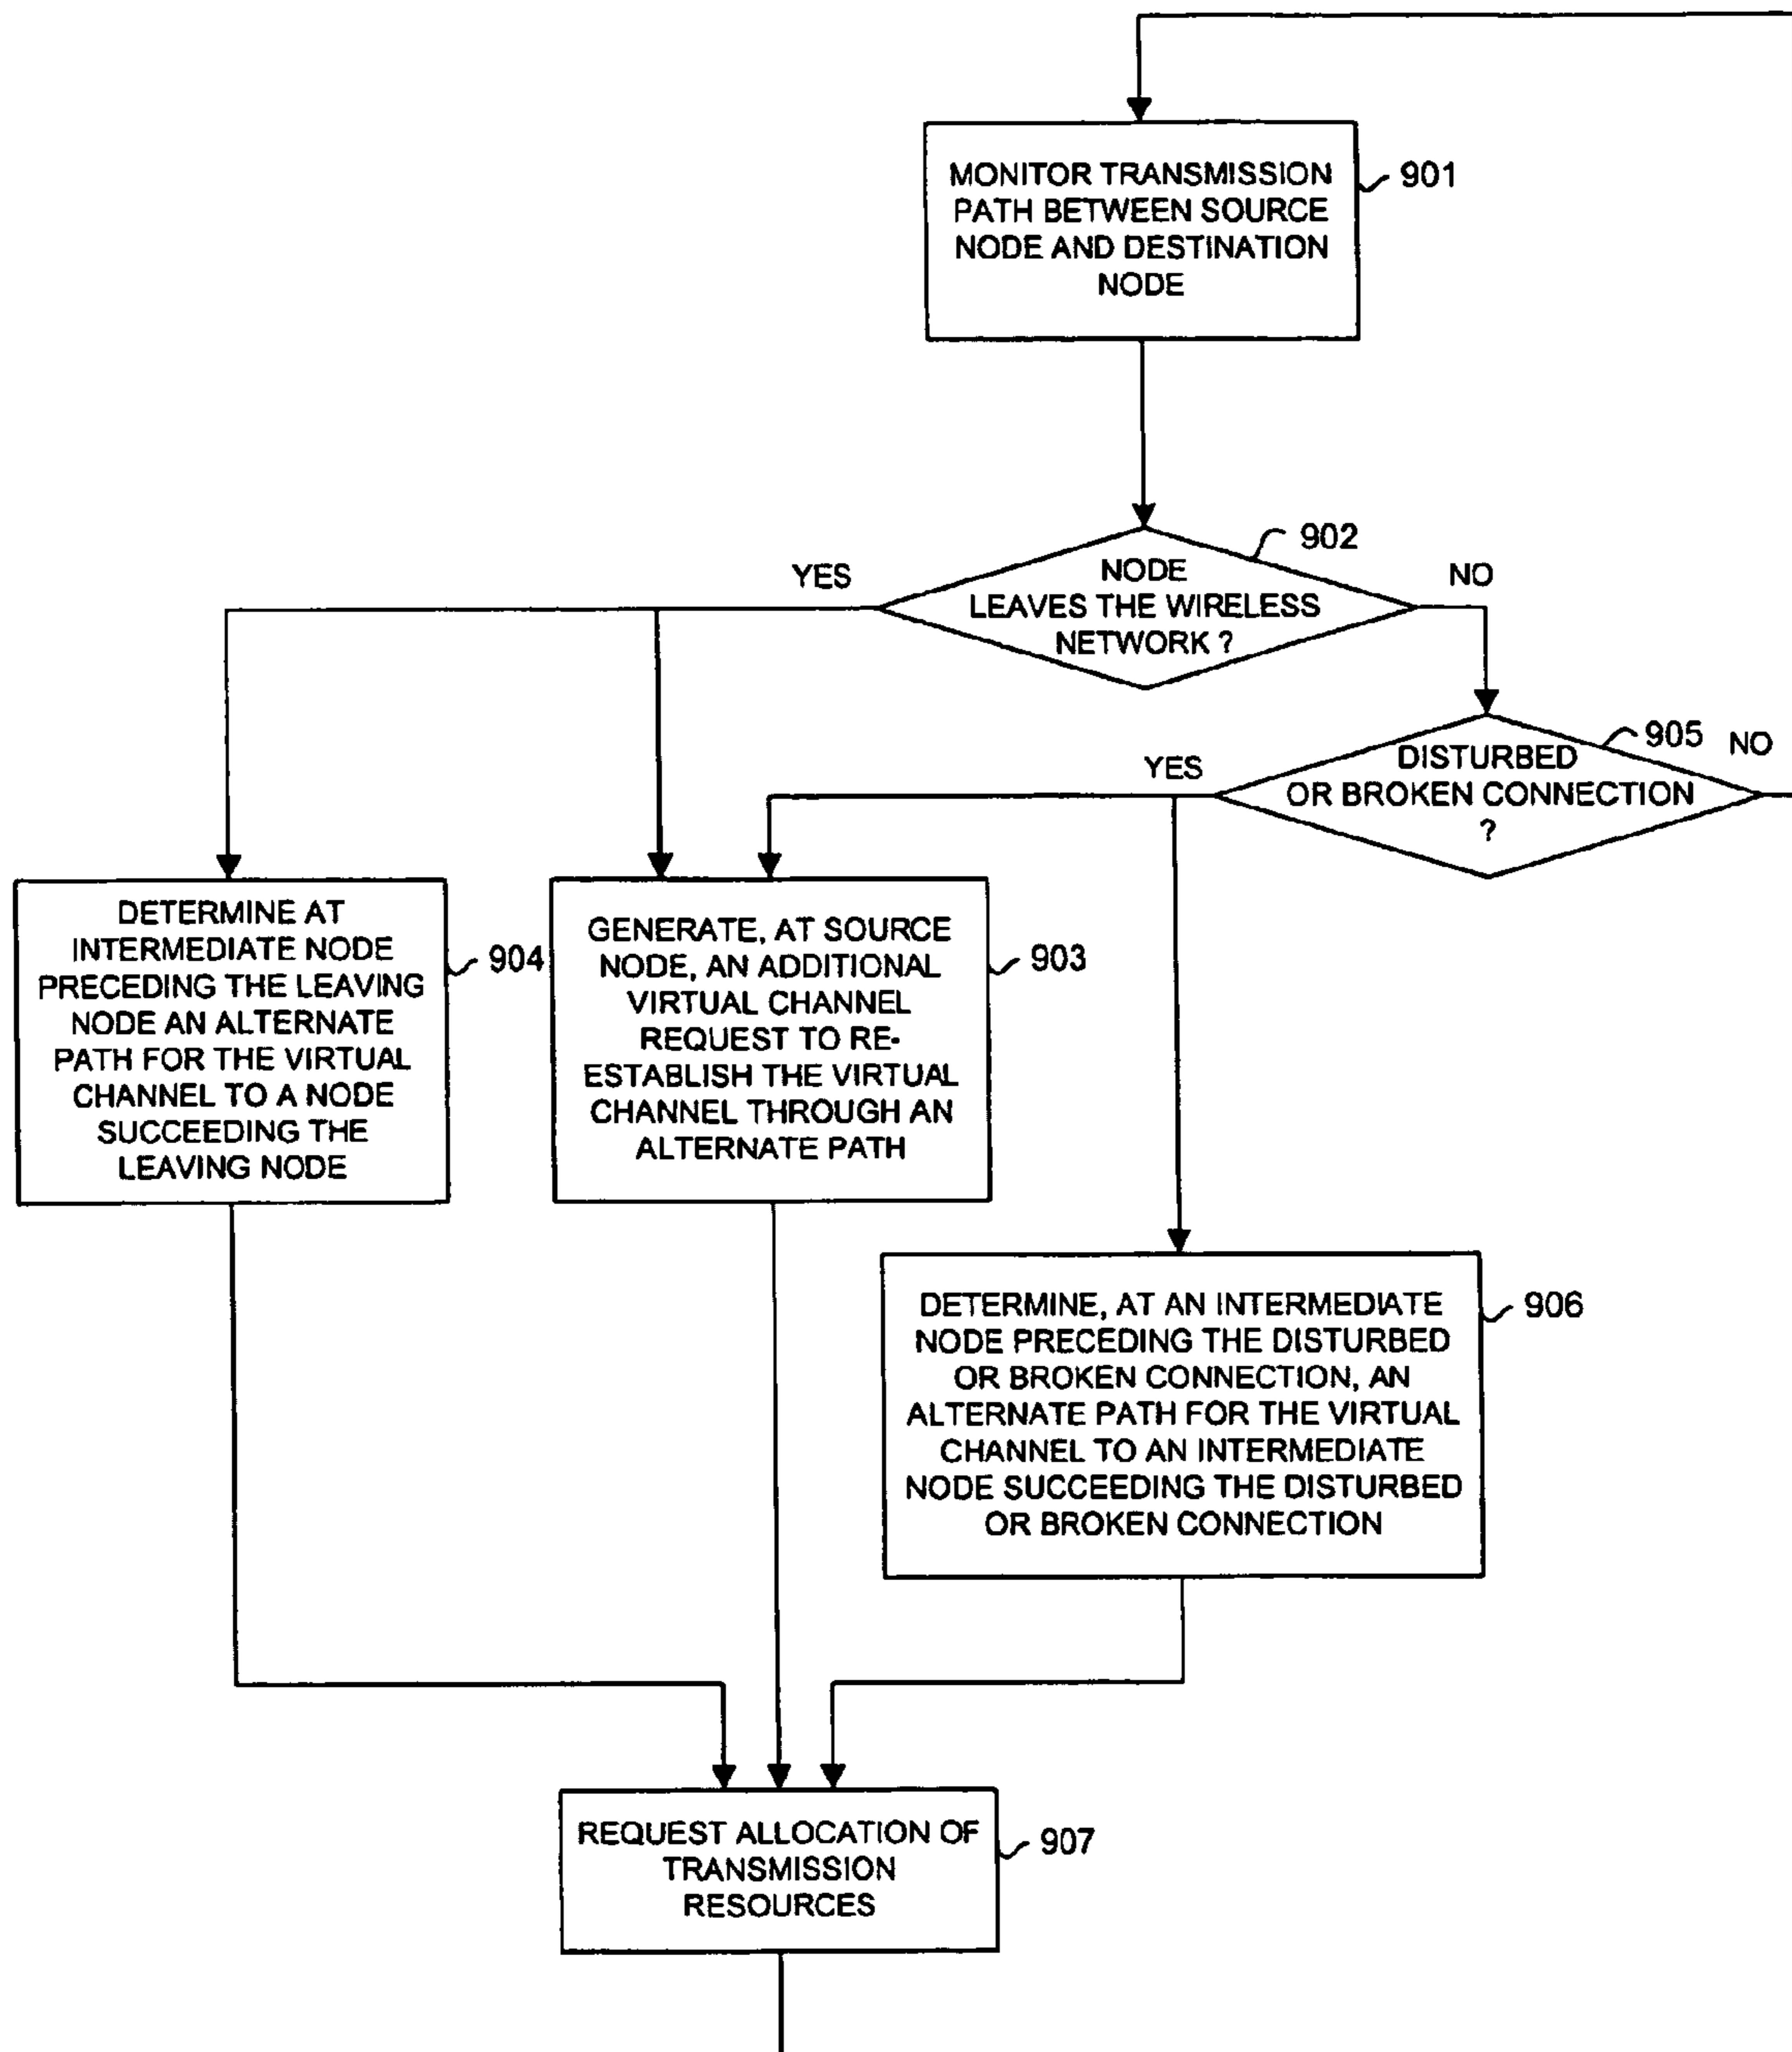 MONITOR TRANSMISSION
PATH BETWEEN SOURCE
NODE AND DESTINATION
NODE
901
902
NODE
LEAVES THE WIRELESS
NETWORK ?
YES
NO
905
DISTURBED
OR BROKEN CONNECTION
?
YES
NO
DETERMINE AT
INTERMEDIATE NODE
PRECEDING THE LEAVING
NODE AN ALTERNATE
PATH FOR THE VIRTUAL
CHANNEL TO A NODE
SUCCEEDING THE
LEAVING NODE
904
GENERATE, AT SOURCE
NODE, AN ADDITIONAL
VIRTUAL CHANNEL
REQUEST TO RE-
ESTABLISH THE VIRTUAL
CHANNEL THROUGH AN
ALTERNATE PATH
903
DETERMINE, AT AN INTERMEDIATE
NODE PRECEDING THE DISTURBED
OR BROKEN CONNECTION, AN
ALTERNATE PATH FOR THE VIRTUAL
CHANNEL TO AN INTERMEDIATE
NODE SUCCEEDING THE DISTURBED
OR BROKEN CONNECTION
906
REQUEST ALLOCATION OF
TRANSMISSION
RESOURCES
907